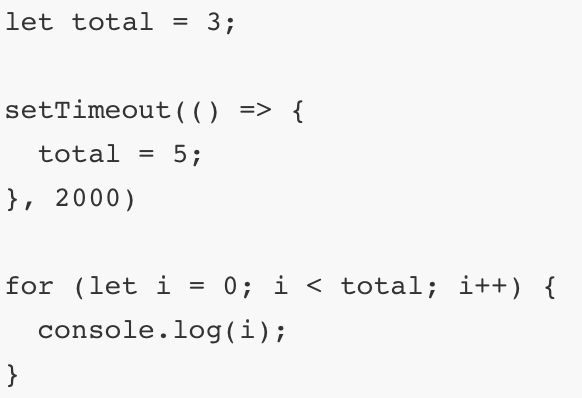 let total = 3;

setTimeout(() => {
  total = 5;
}, 2000)

for (let i = 0; i < total; i++) {
  console.log(i);
}